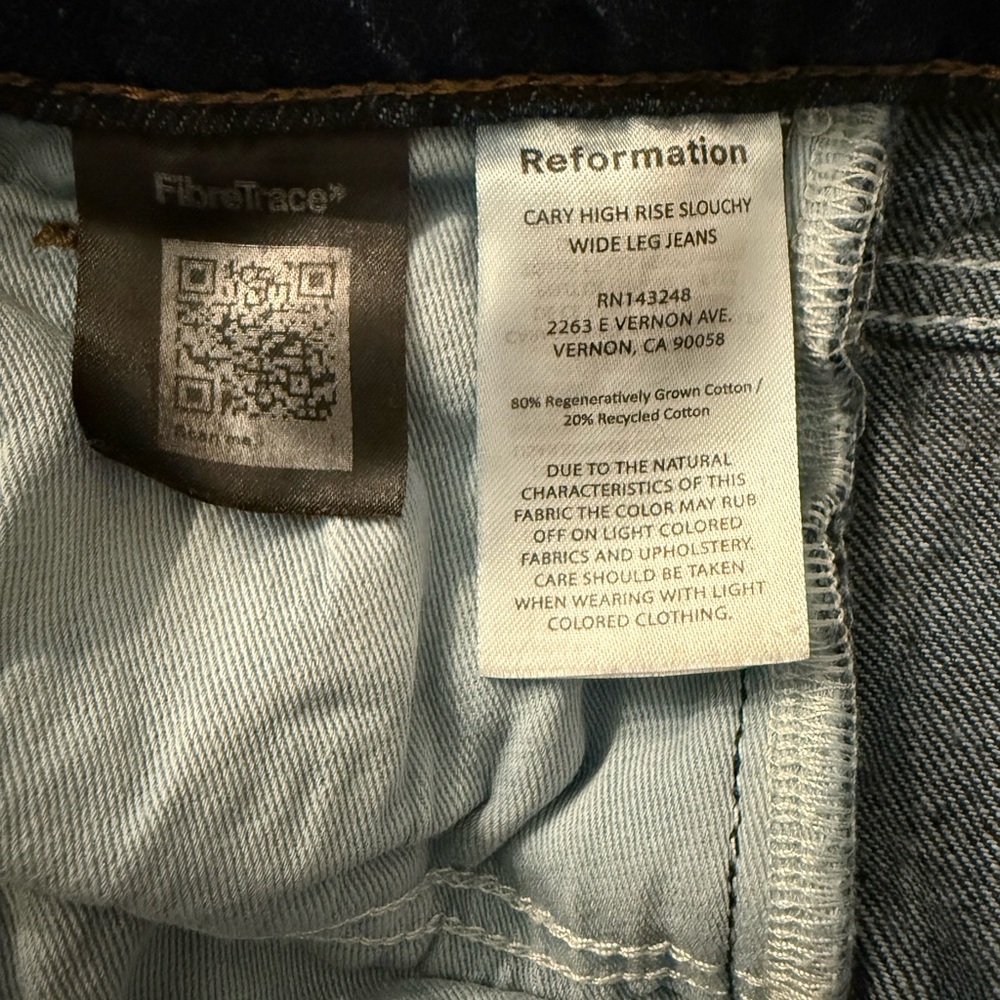 FibreTrace®
Scan me
Reformation
CARY HIGH RISE SLOUCHY
WIDE LEG JEANS
RN143248
2263 E VERNON AVE.
VERNON, CA 90058
80% Regeneratively Grown Cotton /
20% Recycled Cotton
DUE TO THE NATURAL
CHARACTERISTICS OF THIS
FABRIC THE COLOR MAY RUB
OFF ON LIGHT COLORED
FABRICS AND UPHOLSTERY.
CARE SHOULD BE TAKEN
WHEN WEARING WITH LIGHT
COLORED CLOTHING.